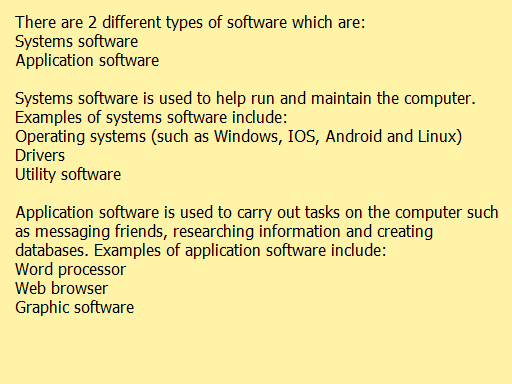 There are 2 different types of software which are:
Systems software
Application software
Systems software is used to help run and maintain the computer.
Examples of systems software include:
Operating systems (such as Windows, IOS, Android and Linux)
Drivers
Utility software
Application software is used to carry out tasks on the computer such
as messaging friends, researching information and creating
databases. Examples of application software include:
Word processor
Web browser
Graphic software